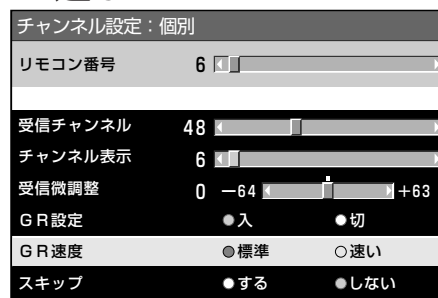 チャンネル設定：個別
リモコン番号 6
受信チャンネル 48
チャンネル表示 6
受信微調整 0 −64 +63
ＧＲ設定 ●入 ●切
ＧＲ速度 ●標準 ○速い
スキップ ●する ●しない